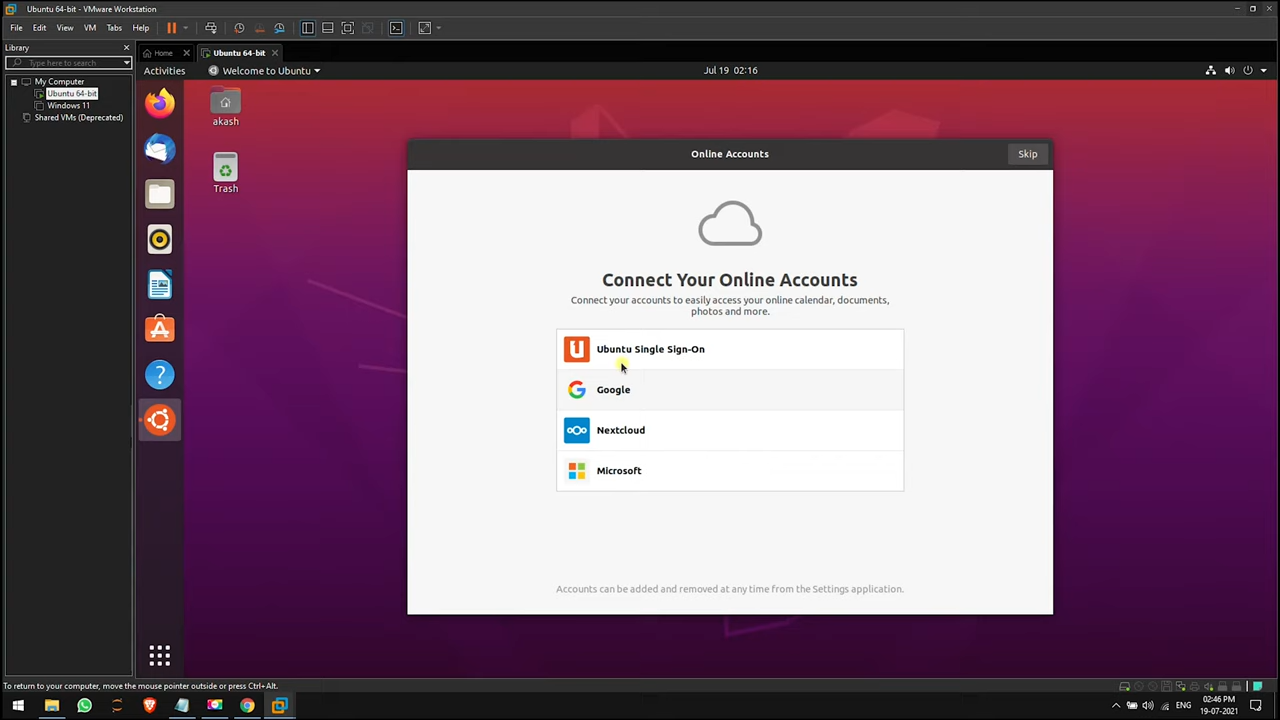 Ubuntu 64-bit - VMware Workstation
File Edit View VM Tabs Help
Library
Type here to search
My Computer
Ubuntu 64-bit
Windows 11
Shared VMs (Deprecated)
Home
Ubuntu 64-bit
Activities
Welcome to Ubuntu
Jul 19 02:16
akash
Trash
Online Accounts
Skip
Connect Your Online Accounts
Connect your accounts to easily access your online calendar, documents,
photos and more.
Ubuntu Single Sign-On
Google
Nextcloud
Microsoft
Accounts can be added and removed at any time from the Settings application.
To return to your computer, move the mouse pointer outside or press Ctrl+Alt.
ENG
02:46 PM
19-07-2021